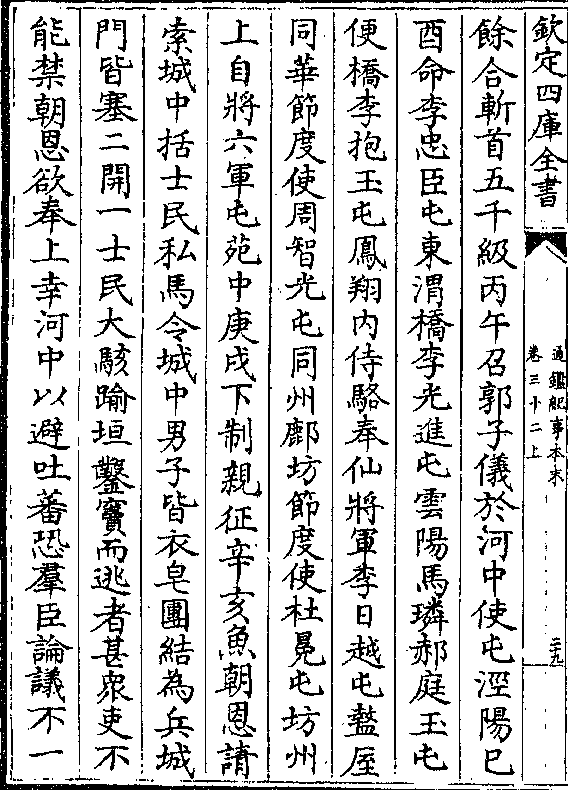 欽定四庫全書
通鑑紀事本末
卷三十二上
二十九
餘合斬首五千級丙午召郭子儀於河中使屯涇陽已
酉命李忠臣屯東渭橋李光進屯雲陽馬璘郝庭玉屯
便橋李抱玉屯鳳翔内侍駱奉仙將軍李日越屯盩厔
同華節度使周智光屯同州鄜坊節度使杜冕屯坊州
上自將六軍屯苑中庚戌下制親征辛亥魚朝恩請
索城中括士民私馬令城中男子皆衣皂團結為兵城
門皆塞二開一士民大駭踰垣鑿竇而逃者甚衆吏不
能禁朝恩欲奉上幸河中以避吐蕃恐羣臣論議不一